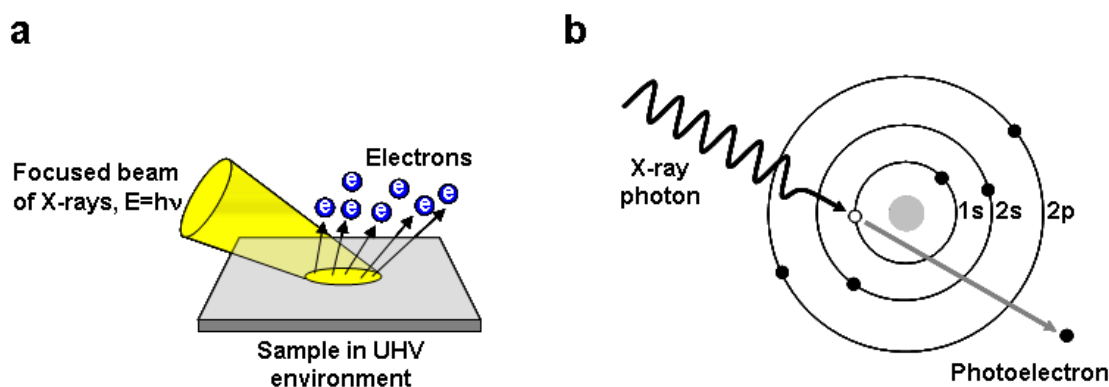 a
Focused beam
of X-rays, E=hν
Electrons
e e e e e e e
Sample in UHV
environment
b
X-ray
photon
1s 2s 2p
Photoelectron